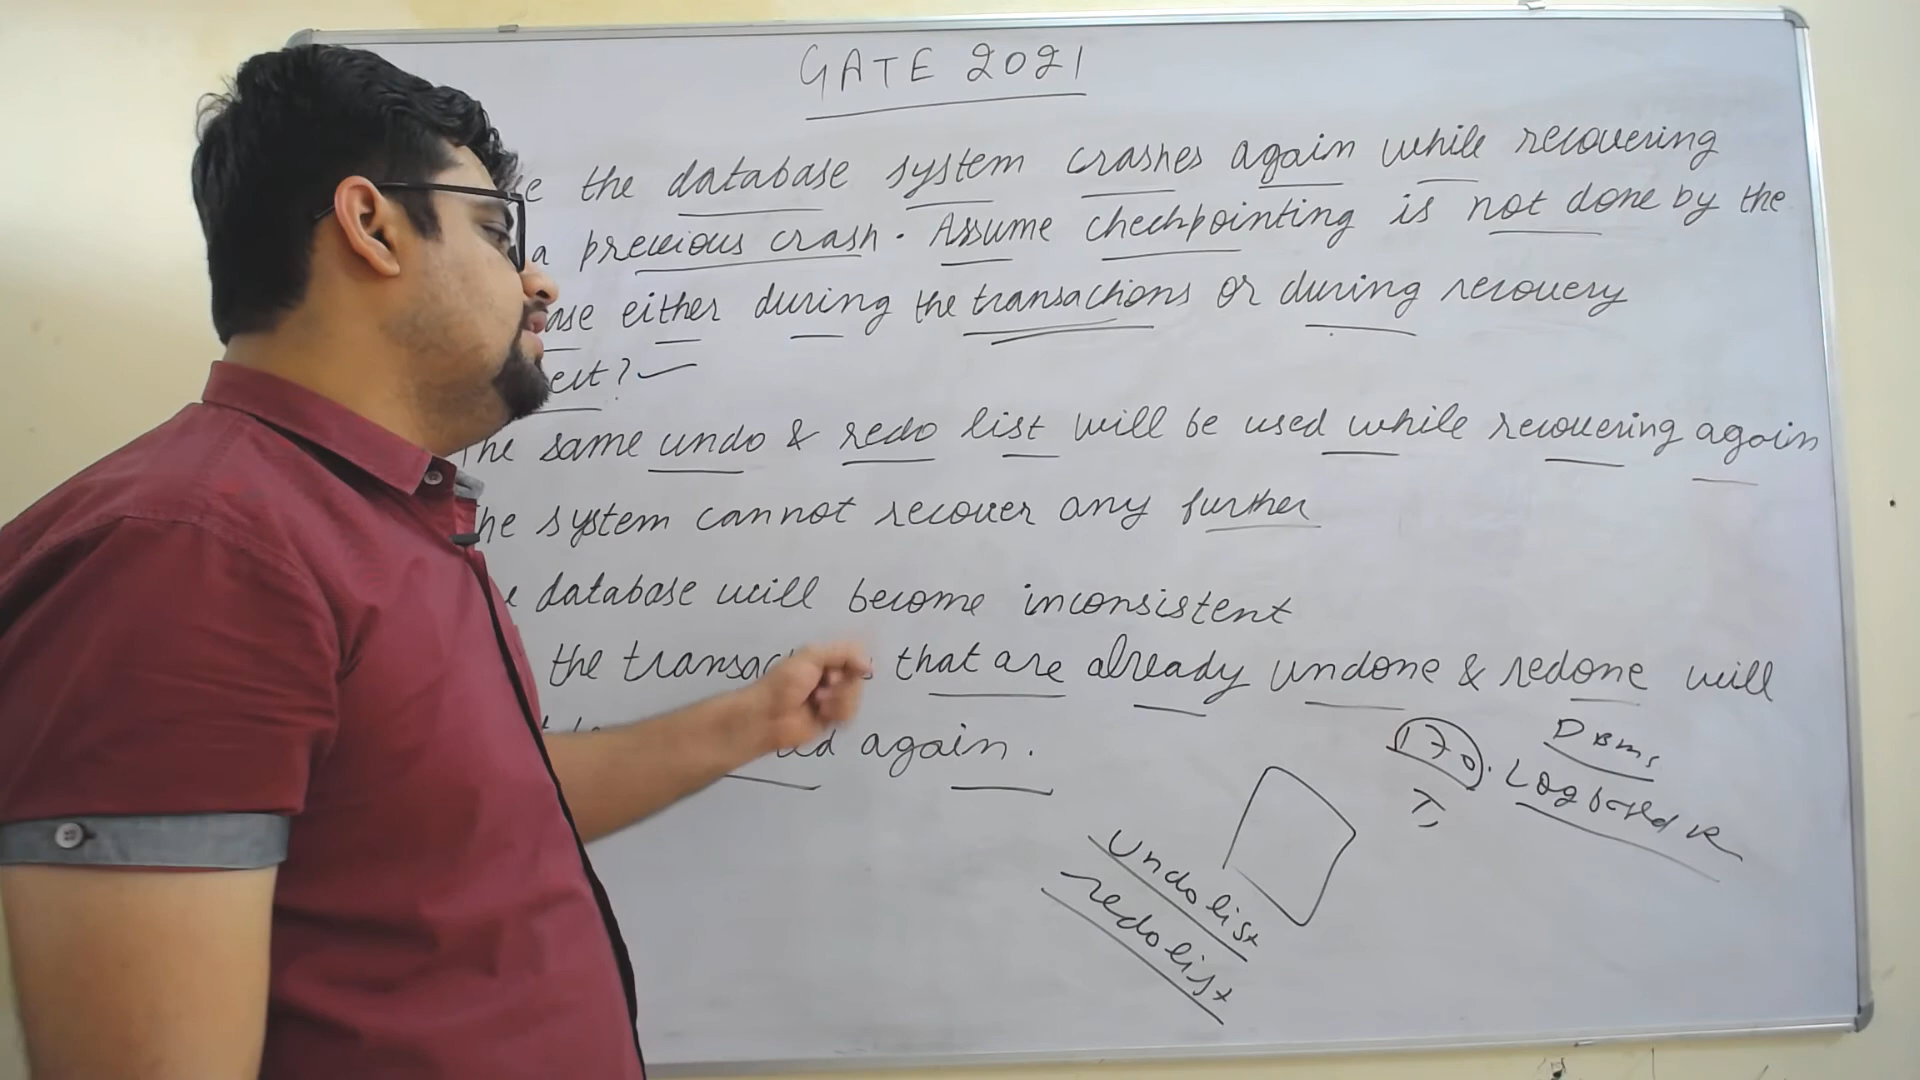 GATE 2021
e the database system crashes again while recovering
a previous crash. Assume checkpointing is not done by the
ase either during the transactions or during recovery
ect?
he same undo & redo list will be used while recovering again
he system cannot recover any further
database will become inconsistent
the that are already undone & redone will
again.
DBMS
170. Log based R
T1
Undo list
redo list